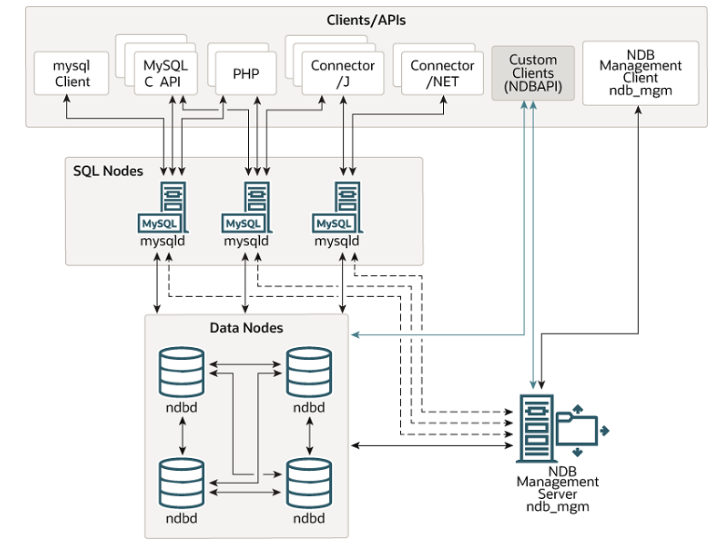 Clients/APIs
mysql
Client
MySQL
C API
PHP
Connector
/J
Connector
/NET
Custom
Clients
(NDBAPI)
NDB
Management
Client
ndb_mgm
SQL Nodes
MySQL
mysqld
MySQL
mysqld
MySQL
mysqld
Data Nodes
ndbd
ndbd
ndbd
ndbd
NDB
Management
Server
ndb_mgm